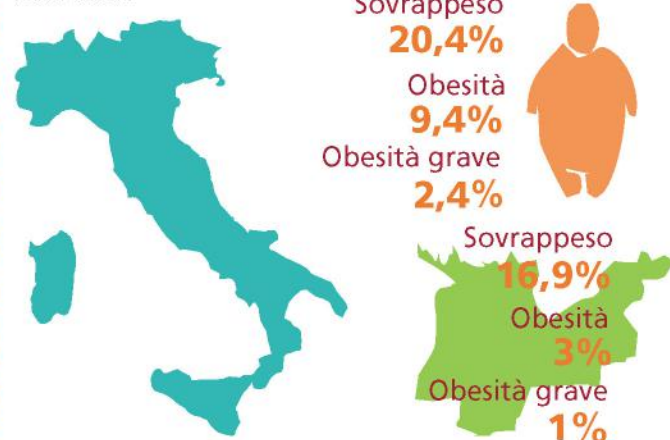 Sovrappeso
20,4%
Obesità
9,4%
Obesità grave
2,4%
Sovrappeso
16,9%
Obesità
3%
Obesità grave
1%